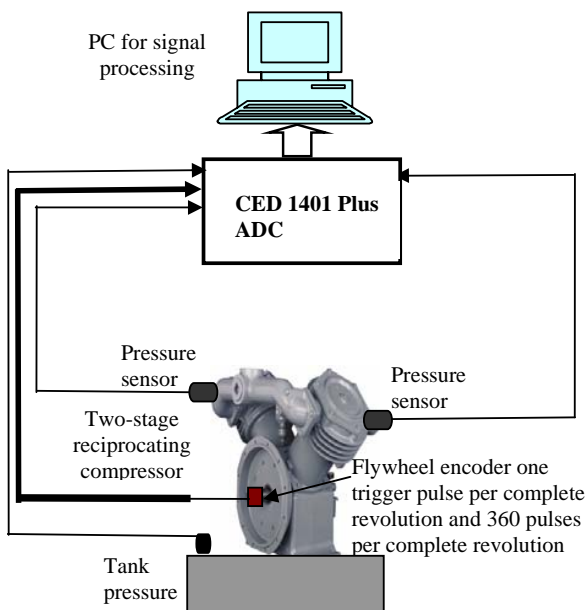 PC for signal
processing
CED 1401 Plus
ADC
Pressure
sensor
Pressure
sensor
Two-stage
reciprocating
compressor
Flywheel encoder one
trigger pulse per complete
revolution and 360 pulses
per complete revolution
Tank
pressure